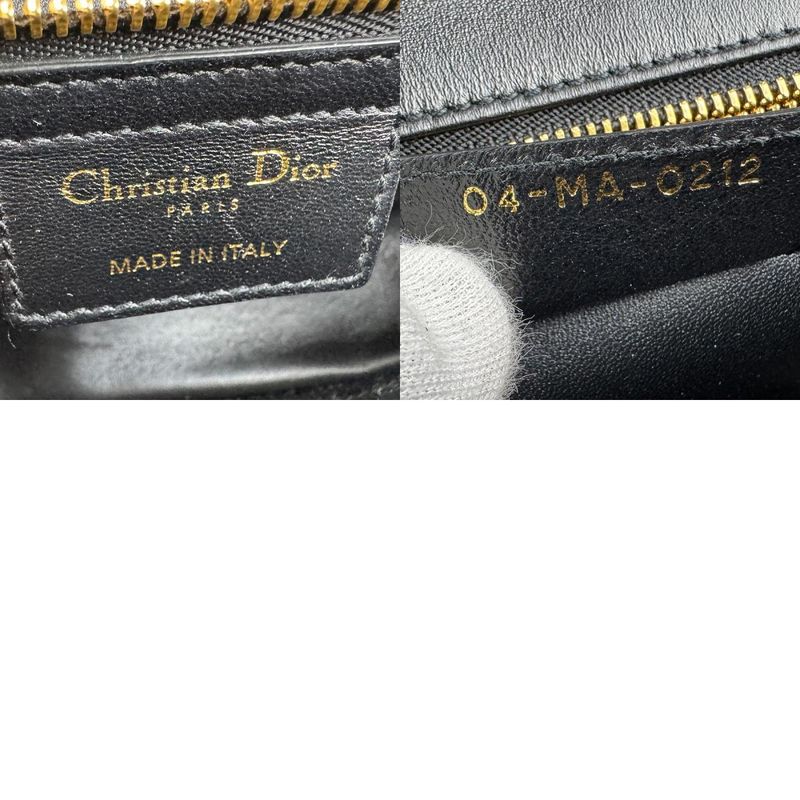 Christian Dior
PARIS
MADE IN ITALY
04-MA-0212